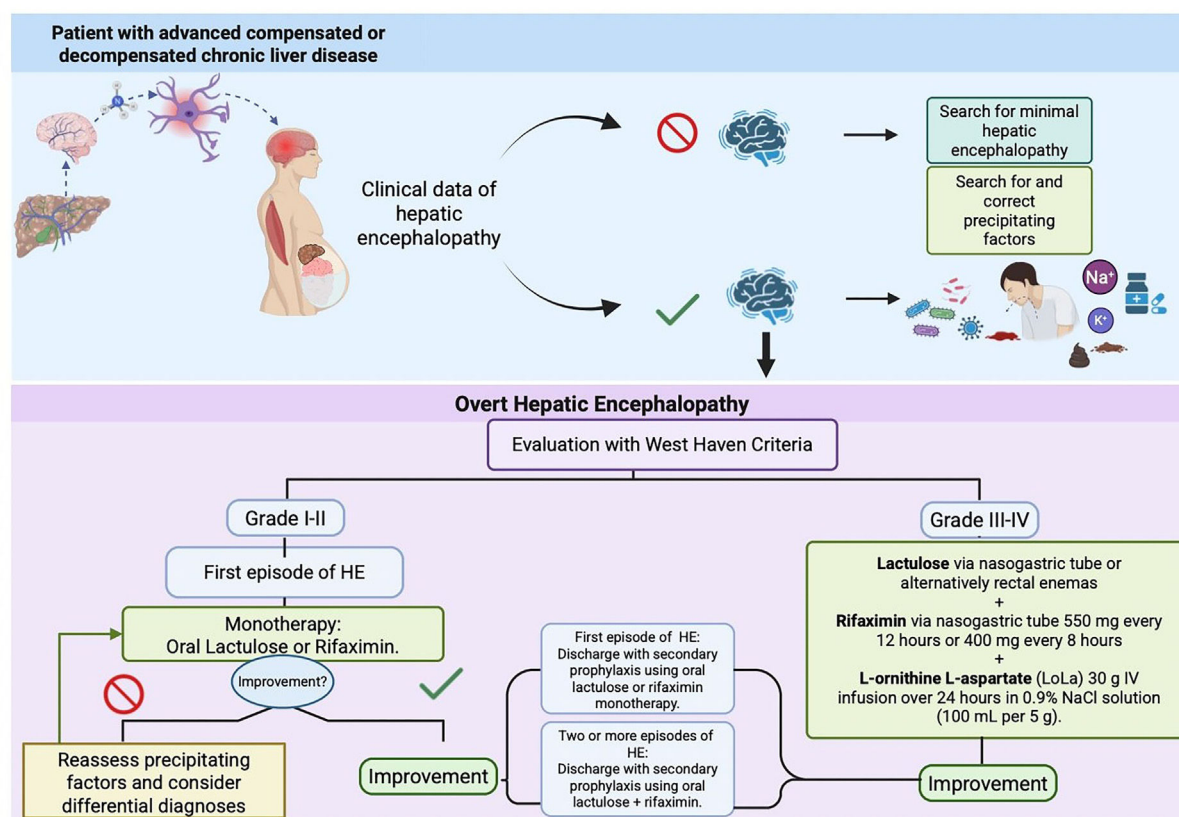 Patient with advanced compensated or
decompensated chronic liver disease
N
H
H
H
H
Clinical data of
hepatic
encephalopathy
Search for minimal
hepatic
encephalopathy
Search for and
correct
precipitating
factors
Na+
K+
Overt Hepatic Encephalopathy
Evaluation with West Haven Criteria
Grade I-II
First episode of HE
Monotherapy:
Oral Lactulose or Rifaximin.
Improvement?
Reassess precipitating
factors and consider
differential diagnoses
Improvement
First episode of HE:
Discharge with secondary
prophylaxis using oral
lactulose or rifaximin
monotherapy.
Two or more episodes of
HE:
Discharge with secondary
prophylaxis using oral
lactulose + rifaximin.
Grade III-IV
Lactulose via nasogastric tube or
alternatively rectal enemas
+
Rifaximin via nasogastric tube 550 mg every
12 hours or 400 mg every 8 hours
+
L-ornithine L-aspartate (LoLa) 30 g IV
infusion over 24 hours in 0.9% NaCl solution
(100 mL per 5 g).
Improvement